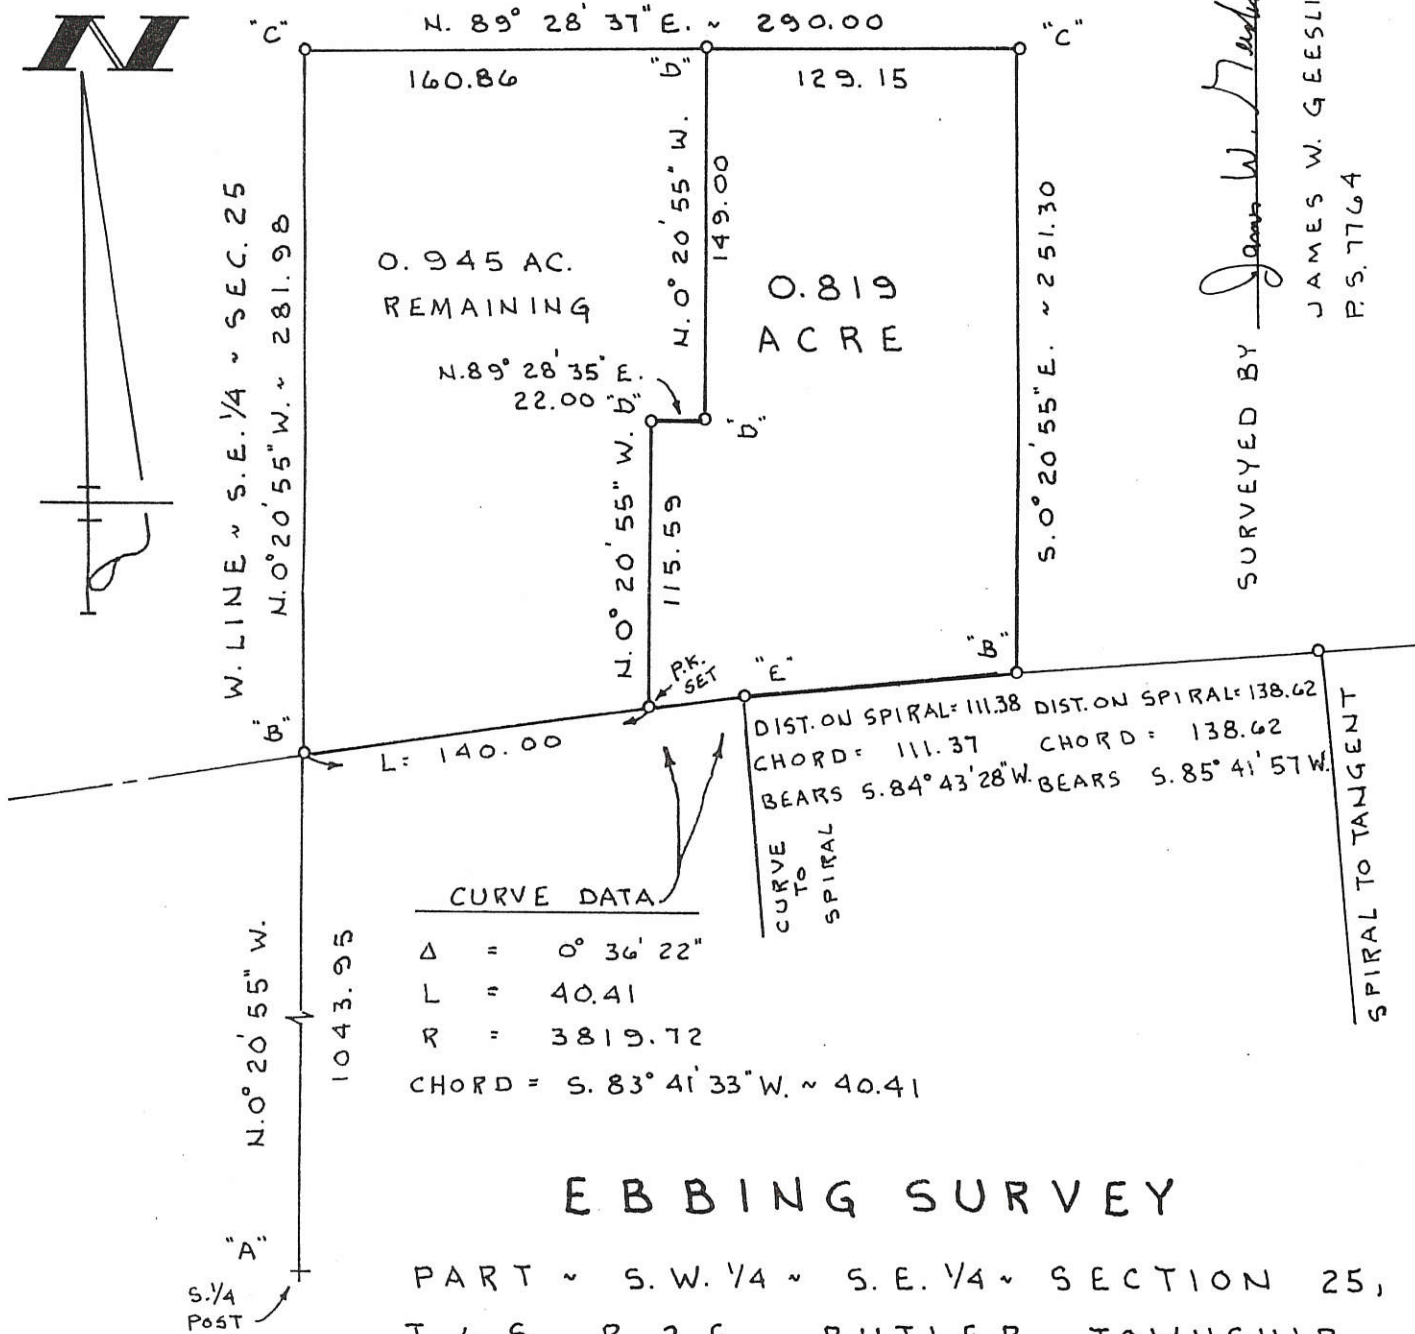 N
"C"
N. 89° 28' 37" E. ~ 290.00
"C"
160.86
"D"
129.15
W. LINE ~ S.E. 1/4 ~ SEC. 25
N. 0° 20' 55" W. ~ 281.98
N. 0° 20' 55" W.
149.00
0.945 AC.
REMAINING
0.819
ACRE
S. 0° 20' 55" E. ~ 251.30
N. 89° 28' 35" E.
22.00
"D"
"D"
N. 0° 20' 55" W.
115.59
SURVEYED BY
JAMES W. GEESLI
P.S. 7764
"B"
P.K.
SET
"E"
"B"
L= 140.00
DIST. ON SPIRAL= 111.38
CHORD= 111.37
BEARS S. 84° 43' 28" W.
DIST. ON SPIRAL= 138.62
CHORD= 138.62
BEARS S. 85° 41' 57 W.
CURVE
TO
SPIRAL
SPIRAL TO TANGENT
CURVE DATA
Δ = 0° 36' 22"
L = 40.41
R = 3819.72
CHORD = S. 83° 41' 33" W. ~ 40.41
N. 0° 20' 55" W.
1043.95
"A"
S. 1/4
POST
EBBING SURVEY
PART ~ S.W. 1/4 ~ S.E. 1/4 ~ SECTION 25,